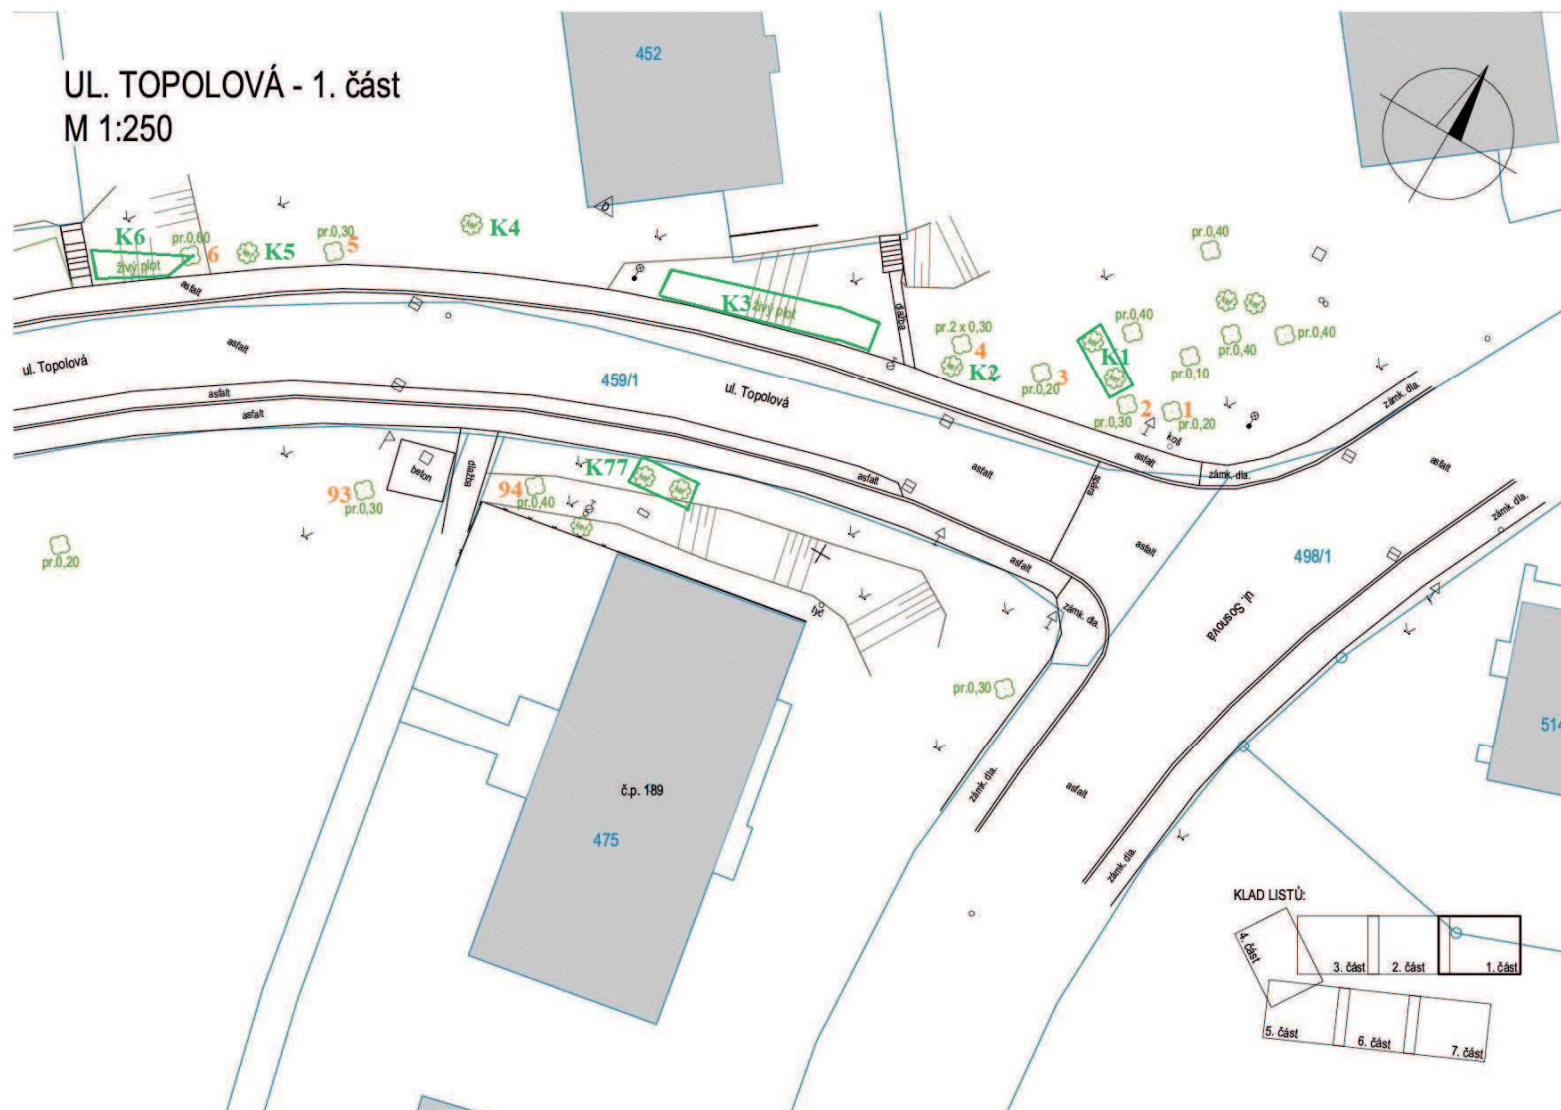 UL. TOPOLOVÁ - 1. část
M 1:250
452
K6
živý plot
pr.0,60
6
K5
pr.0,30
5
K4
K3
živý plot
dlažba
pr.2 x 0,30
4
K2
pr.0,20
3
pr.0,40
K1
pr.0,30
2
1
pr.0,20
pr.0,10
pr.0,40
pr.0,40
pr.0,40
koš
asfalt
asfalt
ul. Topolová
459/1
ul. Topolová
asfalt
zámk. dla.
zámk. dla.
asfalt
asfalt
asfalt
asfalt
asfalt
spára
asfalt
zámk. dla.
498/1
ul. Sosnová
beton
dlažba
93
pr.0,30
94
pr.0,40
K77
pr.0,20
asfalt
zámk. dla.
tyč
pr.0,30
č.p. 189
475
514
zámk. dla.
asfalt
zámk. dla.
KLAD LISTŮ:
4. část
3. část
2. část
1. část
5. část
6. část
7. část